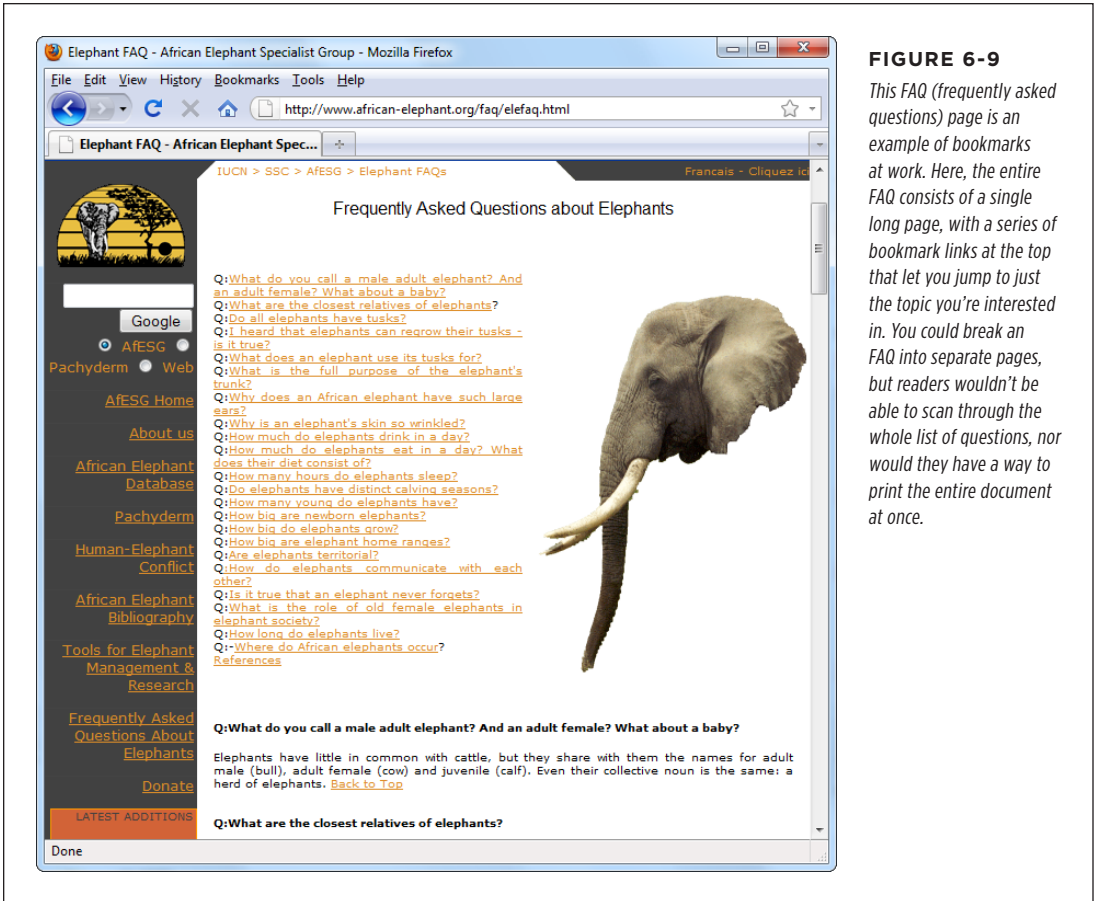 Elephant FAQ - African Elephant Specialist Group - Mozilla Firefox
File Edit View History Bookmarks Tools Help
http://www.african-elephant.org/faq/elefaq.html
Elephant FAQ - African Elephant Spec...
IUCN > SSC > AfESG > Elephant FAQs
Francais - Cliquez ici
Google
AfESG
Pachyderm Web
AfESG Home
About us
African Elephant
Database
Pachyderm
Human-Elephant
Conflict
African Elephant
Bibliography
Tools for Elephant
Management &
Research
Frequently Asked
Questions About
Elephants
Donate
LATEST ADDITIONS
Frequently Asked Questions about Elephants
Q:What do you call a male adult elephant? And
an adult female? What about a baby?
Q:What are the closest relatives of elephants?
Q:Do all elephants have tusks?
Q:I heard that elephants can regrow their tusks -
is it true?
Q:What does an elephant use its tusks for?
Q:What is the full purpose of the elephant's
trunk?
Q:Why does an African elephant have such large
ears?
Q:Why is an elephant's skin so wrinkled?
Q:How much do elephants drink in a day?
Q:How much do elephants eat in a day? What
does their diet consist of?
Q:How many hours do elephants sleep?
Q:Do elephants have distinct calving seasons?
Q:How many young do elephants have?
Q:How big are newborn elephants?
Q:How big do elephants grow?
Q:How big are elephant home ranges?
Q:Are elephants territorial?
Q:How do elephants communicate with each
other?
Q:Is it true that an elephant never forgets?
Q:What is the role of old female elephants in
elephant society?
Q:How long do elephants live?
Q:-Where do African elephants occur?
References
Q:What do you call a male adult elephant? And an adult female? What about a baby?
Elephants have little in common with cattle, but they share with them the names for adult
male (bull), adult female (cow) and juvenile (calf). Even their collective noun is the same: a
herd of elephants. Back to Top
Q:What are the closest relatives of elephants?
Done
FIGURE 6-9
This FAQ (frequently asked
questions) page is an
example of bookmarks
at work. Here, the entire
FAQ consists of a single
long page, with a series of
bookmark links at the top
that let you jump to just
the topic you're interested
in. You could break an
FAQ into separate pages,
but readers wouldn't be
able to scan through the
whole list of questions, nor
would they have a way to
print the entire document
at once.